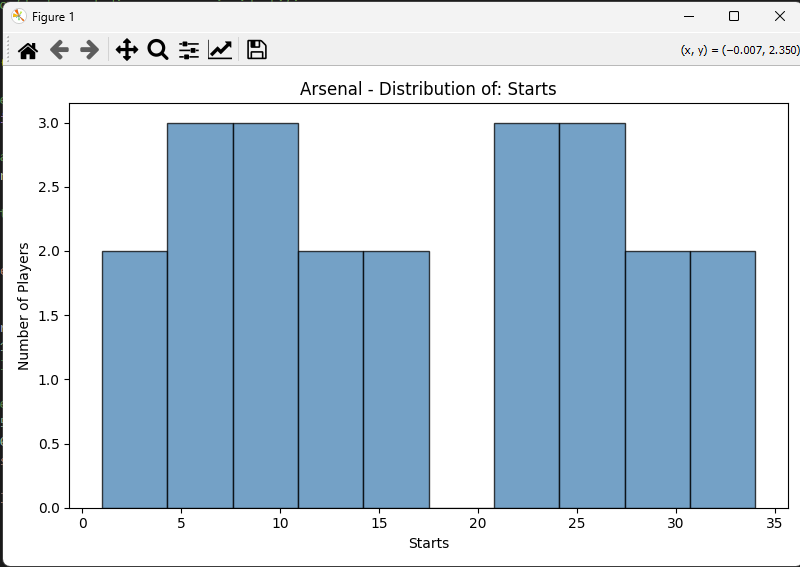 Figure 1
(x, y) = (−0.007, 2.350)
Arsenal - Distribution of: Starts
3.0
2.5
2.0
1.5
1.0
0.5
0.0
Number of Players
0 5 10 15 20 25 30 35
Starts